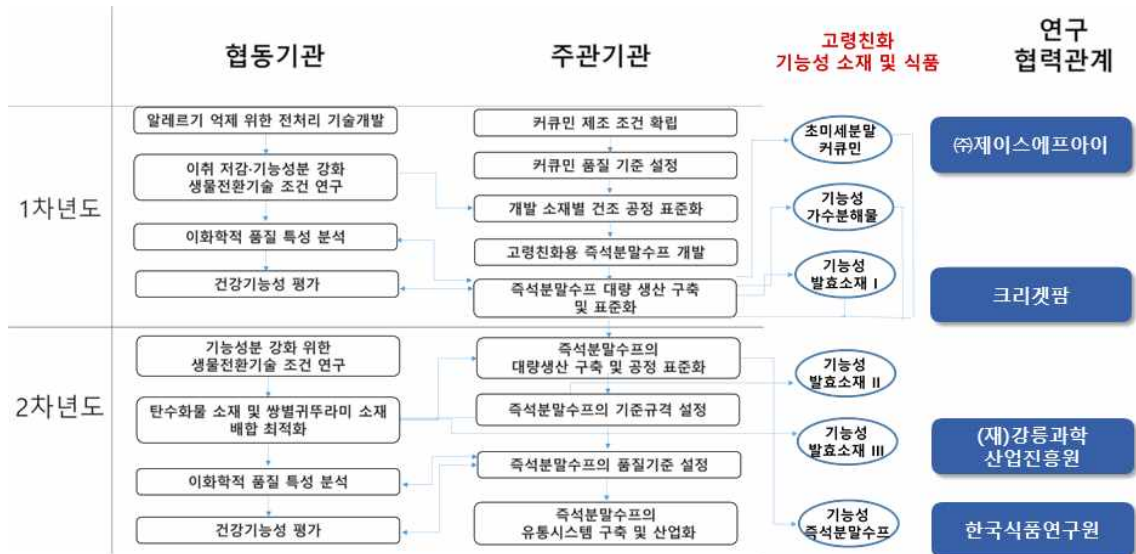 협동기관
주관기관
고령친화
기능성 소재 및 식품
연구
협력관계
1차년도
알레르기 억제 위한 전처리 기술개발
이취 저감·기능성분 강화
생물전환기술 조건 연구
이화학적 품질 특성 분석
건강기능성 평가
커큐민 제조 조건 확립
커큐민 품질 기준 설정
개발 소재별 건조 공정 표준화
고령친화용 즉석분말수프 개발
즉석분말수프 대량 생산 구축
및 표준화
초미세분말
커큐민
기능성
가수분해물
기능성
발효소재 I
㈜제이스에프아이
크리겟팜
2차년도
기능성분 강화 위한
생물전환기술 조건 연구
탄수화물 소재 및 쌍별귀뚜라미 소재
배합 최적화
이화학적 품질 특성 분석
건강기능성 평가
즉석분말수프의
대량생산 구축 및 공정 표준화
즉석분말수프의 기준규격 설정
즉석분말수프의 품질기준 설정
즉석분말수프의
유통시스템 구축 및 산업화
기능성
발효소재 II
기능성
발효소재 III
기능성
즉석분말수프
(재)강릉과학
산업진흥원
한국식품연구원